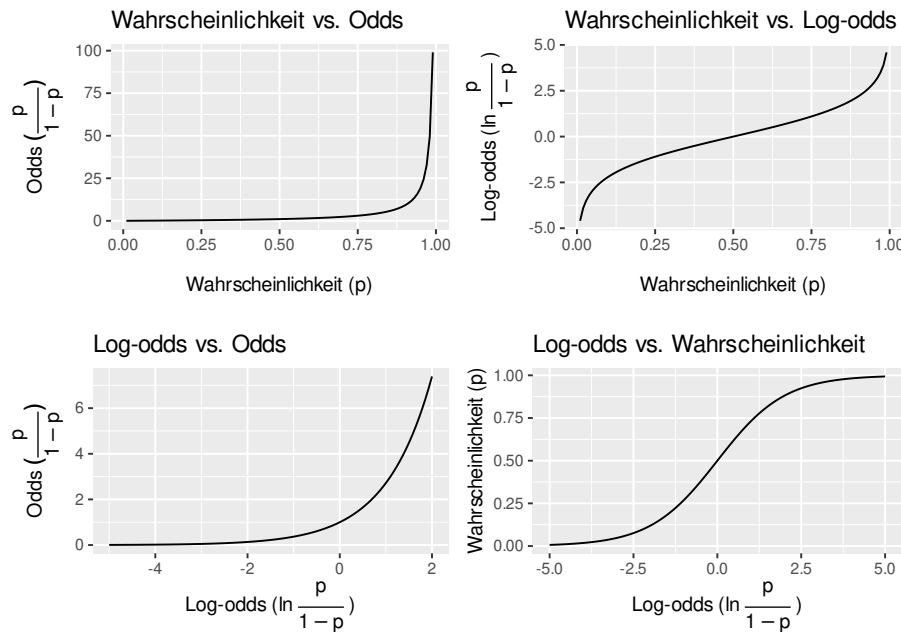 Wahrscheinlichkeit vs. Odds
Odds (p/(1 − p))
100
75
50
25
0
0.00 0.25 0.50 0.75 1.00
Wahrscheinlichkeit (p)
Wahrscheinlichkeit vs. Log-odds
Log-odds (ln p/(1 − p))
5.0
2.5
0.0
-2.5
-5.0
0.00 0.25 0.50 0.75 1.00
Wahrscheinlichkeit (p)
Log-odds vs. Odds
Odds (p/(1 − p))
6
4
2
0
-4 -2 0 2
Log-odds (ln p/(1 − p))
Log-odds vs. Wahrscheinlichkeit
Wahrscheinlichkeit (p)
1.00
0.75
0.50
0.25
0.00
-5.0 -2.5 0.0 2.5 5.0
Log-odds (ln p/(1 − p))